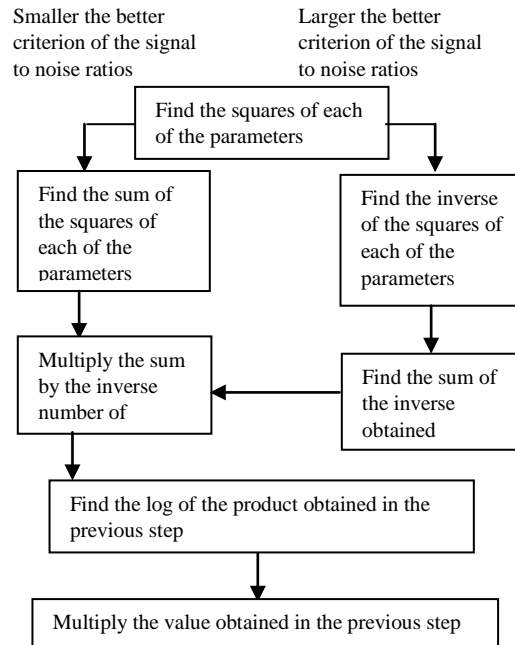 Smaller the better
criterion of the signal
to noise ratios
Larger the better
criterion of the signal
to noise ratios
Find the squares of each
of the parameters
Find the sum of
the squares of
each of the
parameters
Find the inverse
of the squares of
each of the
parameters
Multiply the sum
by the inverse
number of
Find the sum of
the inverse
obtained
Find the log of the product obtained in the
previous step
Multiply the value obtained in the previous step